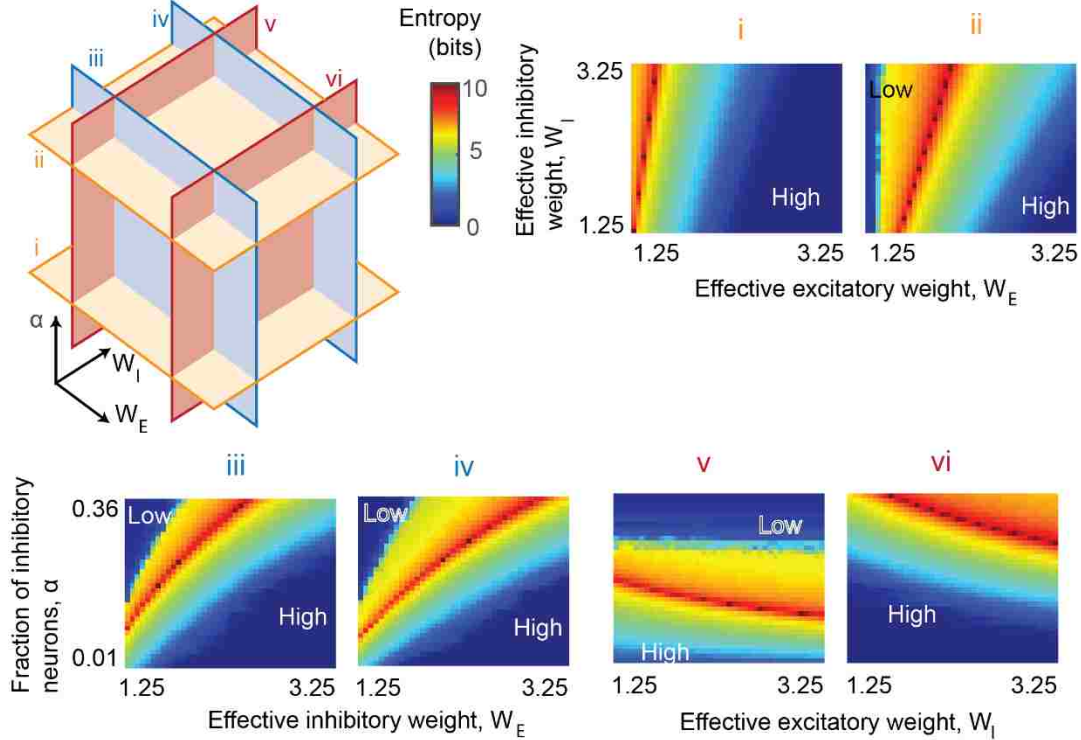 iv
v
iii
vi
ii
i
α
W_I
W_E
Entropy
(bits)
10
5
0
i
ii
Effective inhibitory
weight, W_I
3.25
1.25
Low
High
High
1.25
3.25
1.25
3.25
Effective excitatory weight, W_E
iii
iv
v
vi
Fraction of inhibitory
neurons, α
0.36
0.01
Low
High
Low
High
Low
High
High
1.25
3.25
1.25
3.25
1.25
3.25
1.25
3.25
Effective inhibitory weight, W_E
Effective excitatory weight, W_I